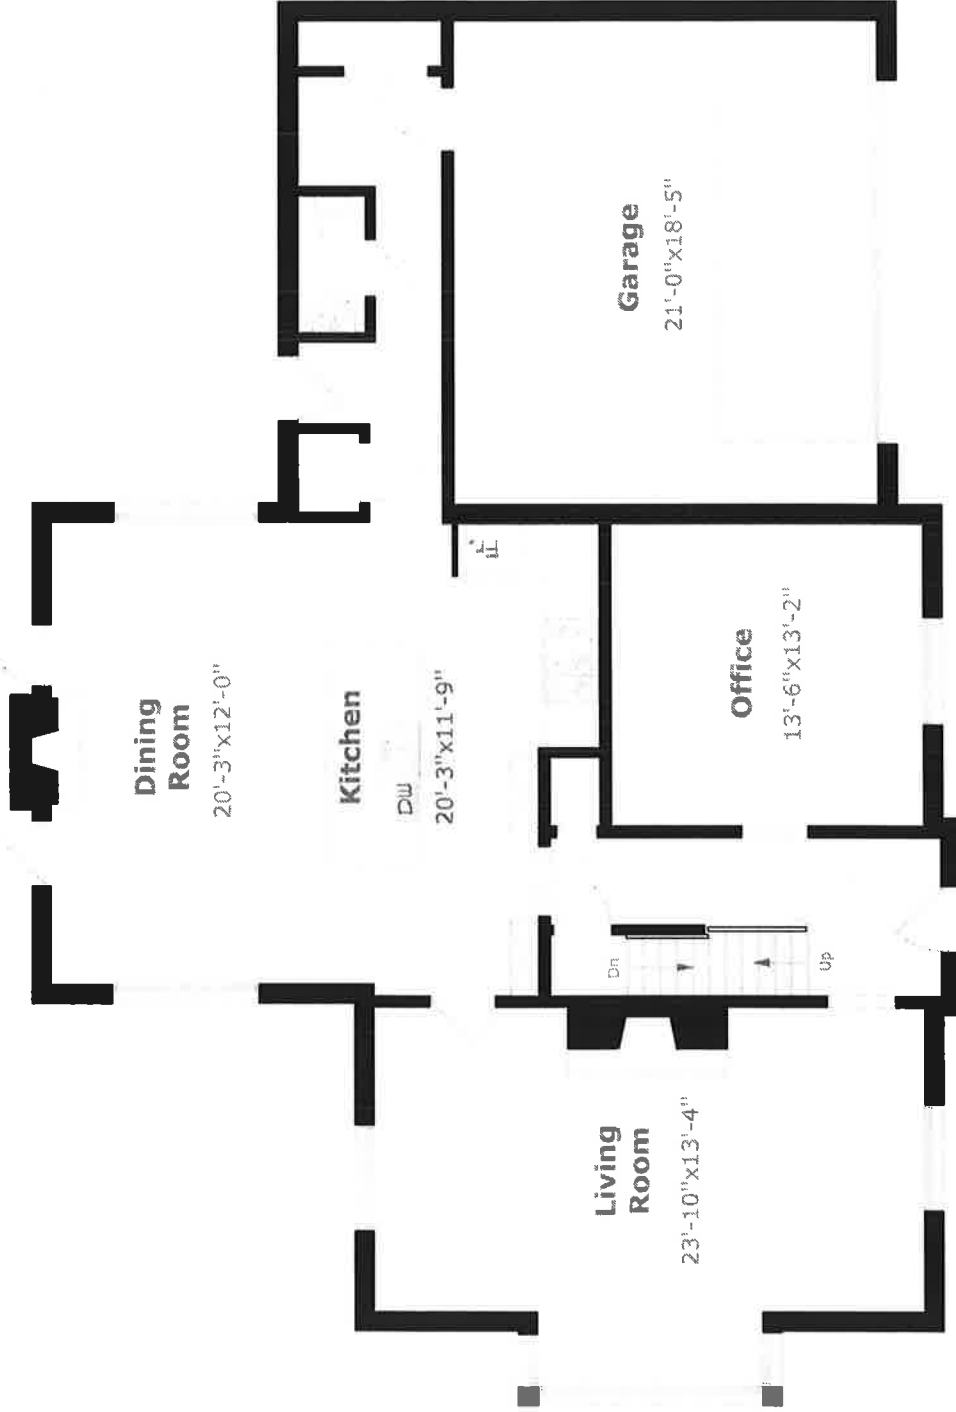 Dining
Room
20'-3"x12'-0"
Kitchen
DW
20'-3"x11'-9"
Garage
21'-0"x18'-5"
Office
13'-6"x13'-2"
Dn
Up
Living
Room
23'-10"x13'-4"